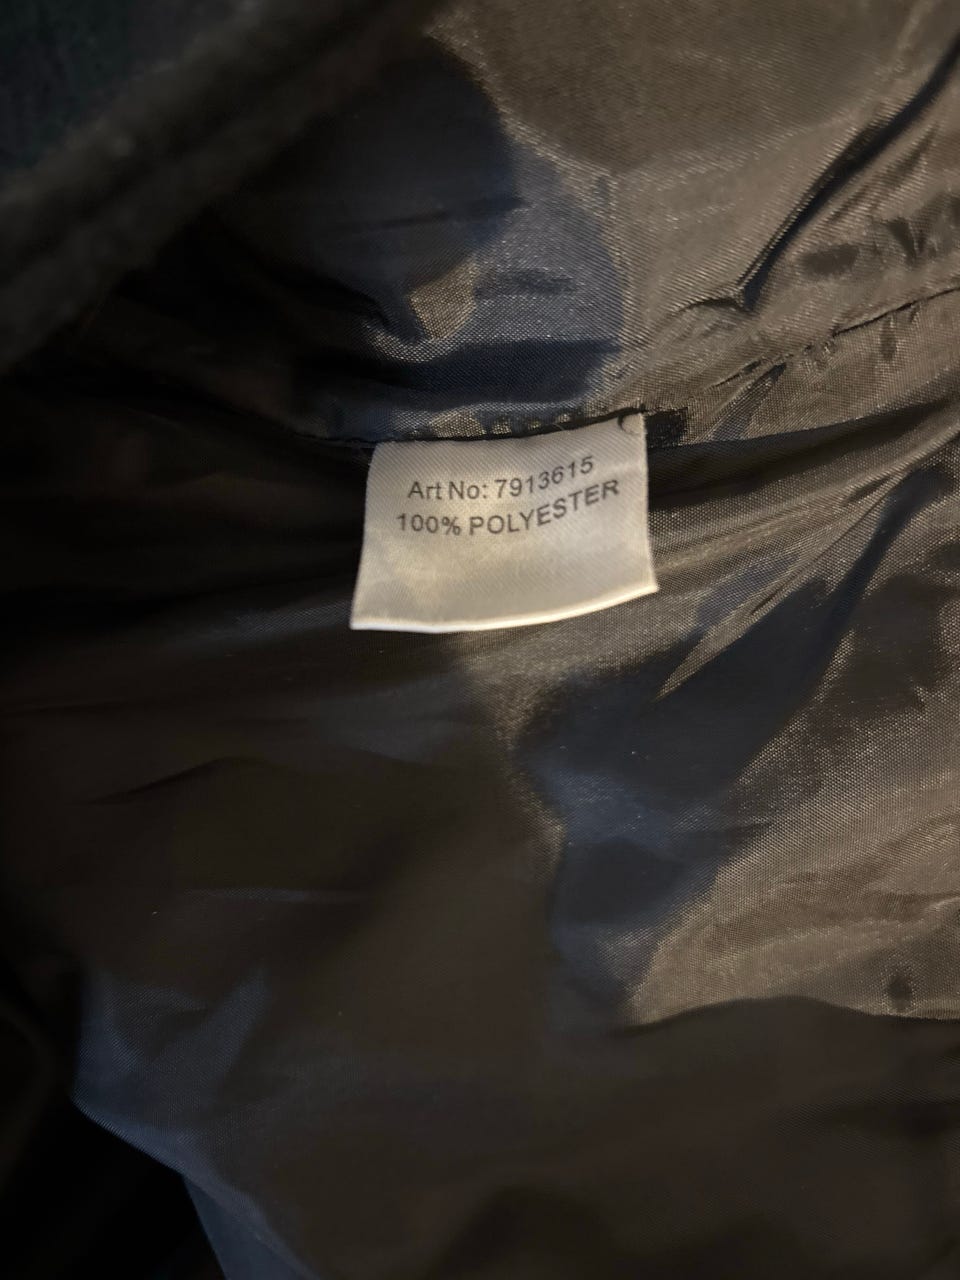 Art No: 7913615
100% POLYESTER